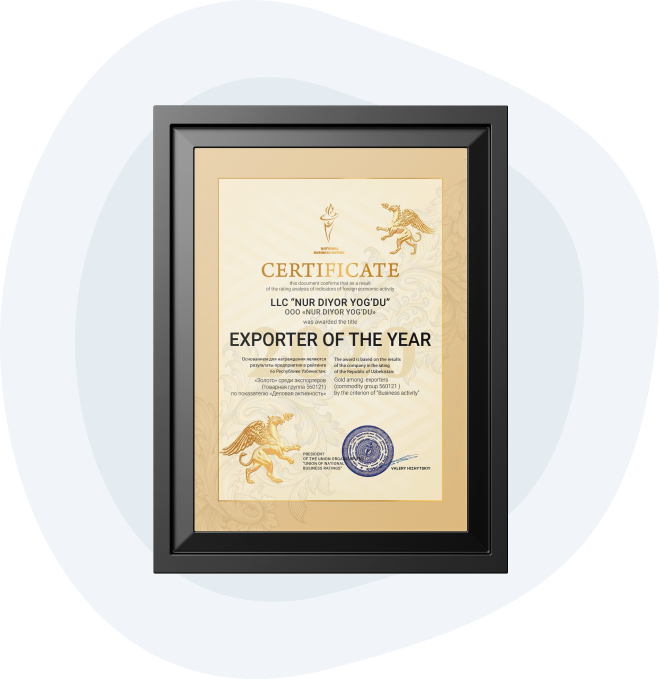 NATIONAL
BUSINESS RATING
CERTIFICATE
this document confirms that as a result
of the rating analysis of indicators of foreign economic activity
LLC “NUR DIYOR YOG'DU”
ООО «NUR DIYOR YOG'DU»
was awarded the title
EXPORTER OF THE YEAR
Основанием для награждения являются
результаты предприятия в рейтинге
по Республике Узбекистан:
«Золото» среди экспортеров
(товарная группа 560121)
по показателю «Деловая активность»
The award is based on the results
of the company in the rating
of the Republic of Uzbekistan:
Gold among exporters
(commodity group 560121 )
by the criterion of "Business activity"
PRESIDENT
OF THE UNION
"UNION OF NATIONAL
BUSINESS RATINGS"
VALERY